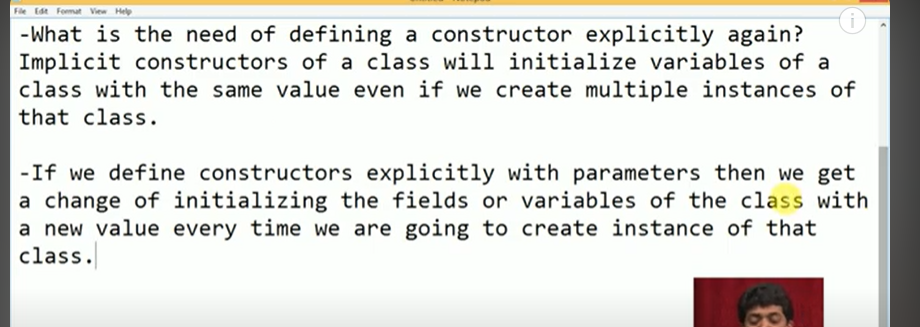 File Edit Format View Help
-What is the need of defining a constructor explicitly again?
Implicit constructors of a class will initialize variables of a
class with the same value even if we create multiple instances of
that class.
-If we define constructors explicitly with parameters then we get
a change of initializing the fields or variables of the class with
a new value every time we are going to create instance of that
class.